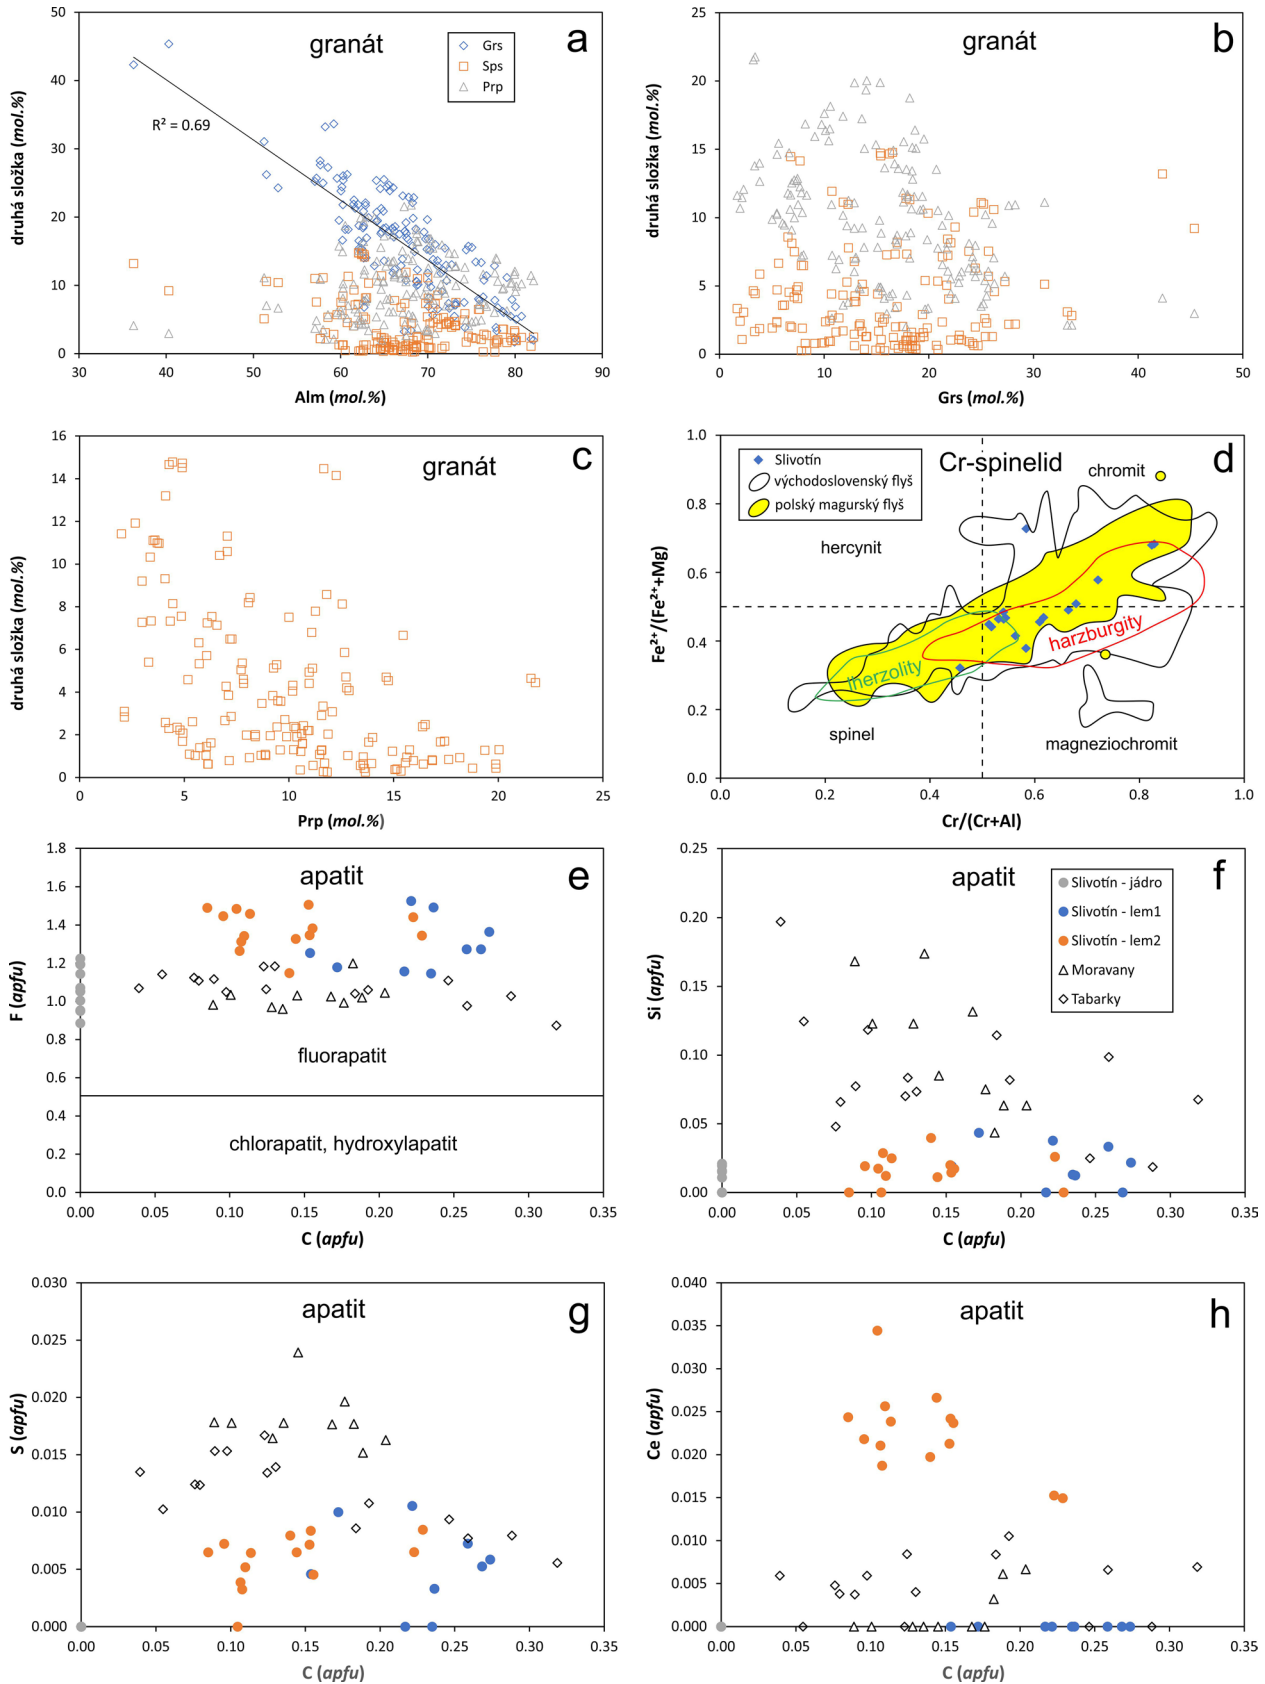 a
granát
Grs
Sps
Prp
R² = 0.69
druhá složka (mol.%)
50
40
30
20
10
0
30
40
50
60
70
80
90
Alm (mol.%)
b
granát
druhá složka (mol.%)
25
20
15
10
5
0
0
10
20
30
40
50
Grs (mol.%)
c
granát
druhá složka (mol.%)
16
14
12
10
8
6
4
2
0
0
5
10
15
20
25
Prp (mol.%)
d
Cr-spinelid
Slivotín
východoslovenský flyš
polský magurský flyš
chromit
hercynit
harzburgity
lherzolity
spinel
magneziochromit
Fe²⁺/(Fe²⁺+Mg)
1.0
0.8
0.6
0.4
0.2
0.0
0.0
0.2
0.4
0.6
0.8
1.0
Cr/(Cr+Al)
e
apatit
fluorapatit
chlorapatit, hydroxylapatit
F (apfu)
1.8
1.6
1.4
1.2
1.0
0.8
0.6
0.4
0.2
0.0
0.00
0.05
0.10
0.15
0.20
0.25
0.30
0.35
C (apfu)
f
apatit
Slivotín - jádro
Slivotín - lem1
Slivotín - lem2
Moravany
Tabarky
Si (apfu)
0.25
0.20
0.15
0.10
0.05
0.00
0.00
0.05
0.10
0.15
0.20
0.25
0.30
0.35
C (apfu)
g
apatit
S (apfu)
0.030
0.025
0.020
0.015
0.010
0.005
0.000
0.00
0.05
0.10
0.15
0.20
0.25
0.30
0.35
C (apfu)
h
apatit
Ce (apfu)
0.040
0.035
0.030
0.025
0.020
0.015
0.010
0.005
0.000
0.00
0.05
0.10
0.15
0.20
0.25
0.30
0.35
C (apfu)